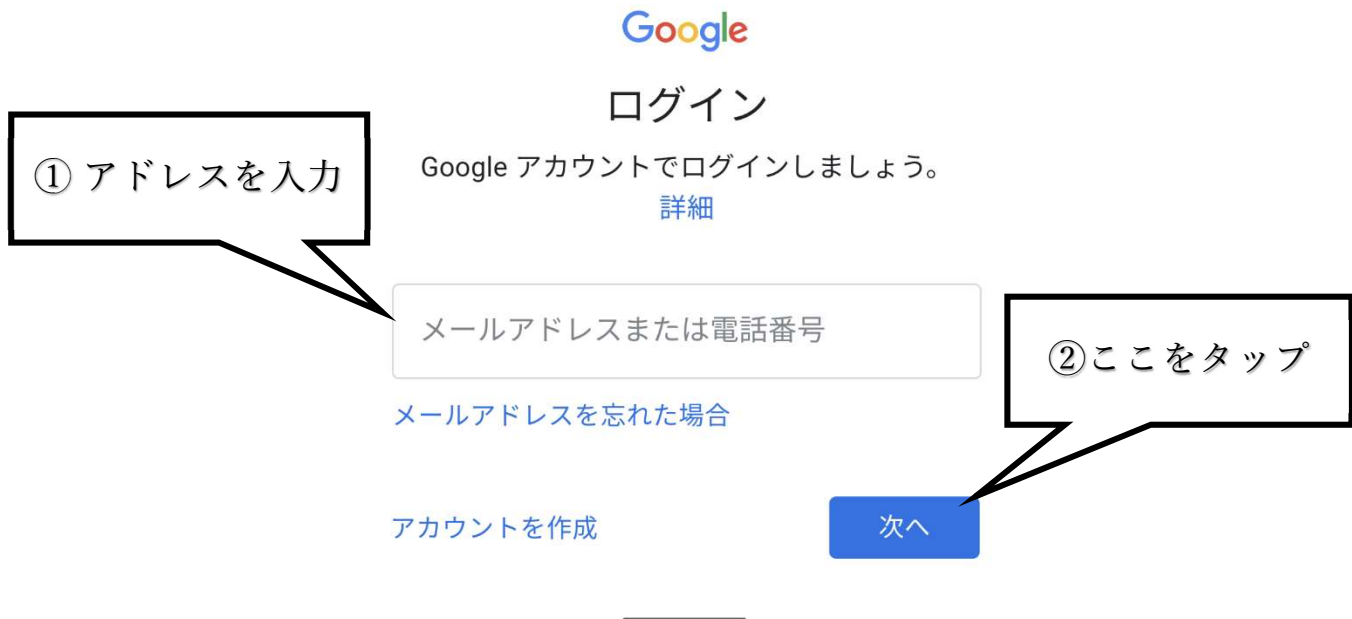 Google
ログイン
① アドレスを入力
Google アカウントでログインしましょう。
詳細
メールアドレスまたは電話番号
②ここをタップ
メールアドレスを忘れた場合
アカウントを作成
次へ